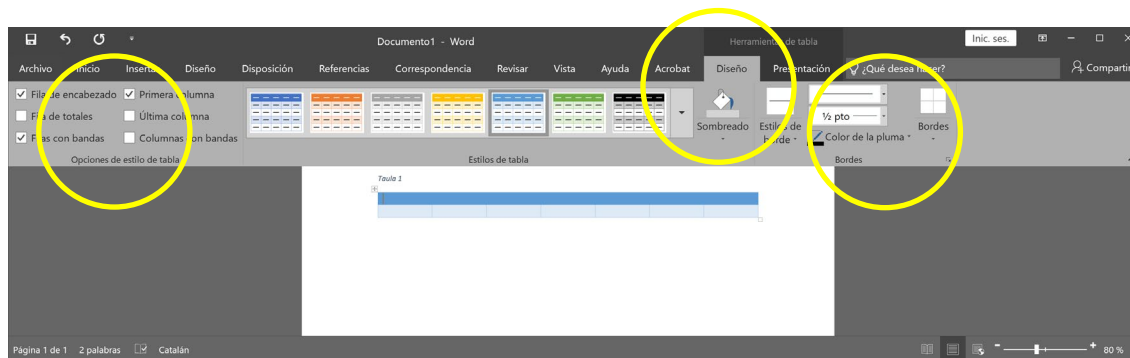 Documento1 - Word
Herramientas de tabla
Inic. ses.
Archivo Inicio Insertar Diseño Disposición Referencias Correspondencia Revisar Vista Ayuda Acrobat Diseño Presentación ¿Qué desea hacer? Compartir
Fila de encabezado Primera columna
Fila de totales Última columna
Filas con bandas Columnas con bandas
Opciones de estilo de tabla
Estilos de tabla
Sombreado
Estilos de
borde
½ pto
Color de la pluma
Bordes
Bordes
Taula 1
Página 1 de 1 2 palabras Catalán 80 %